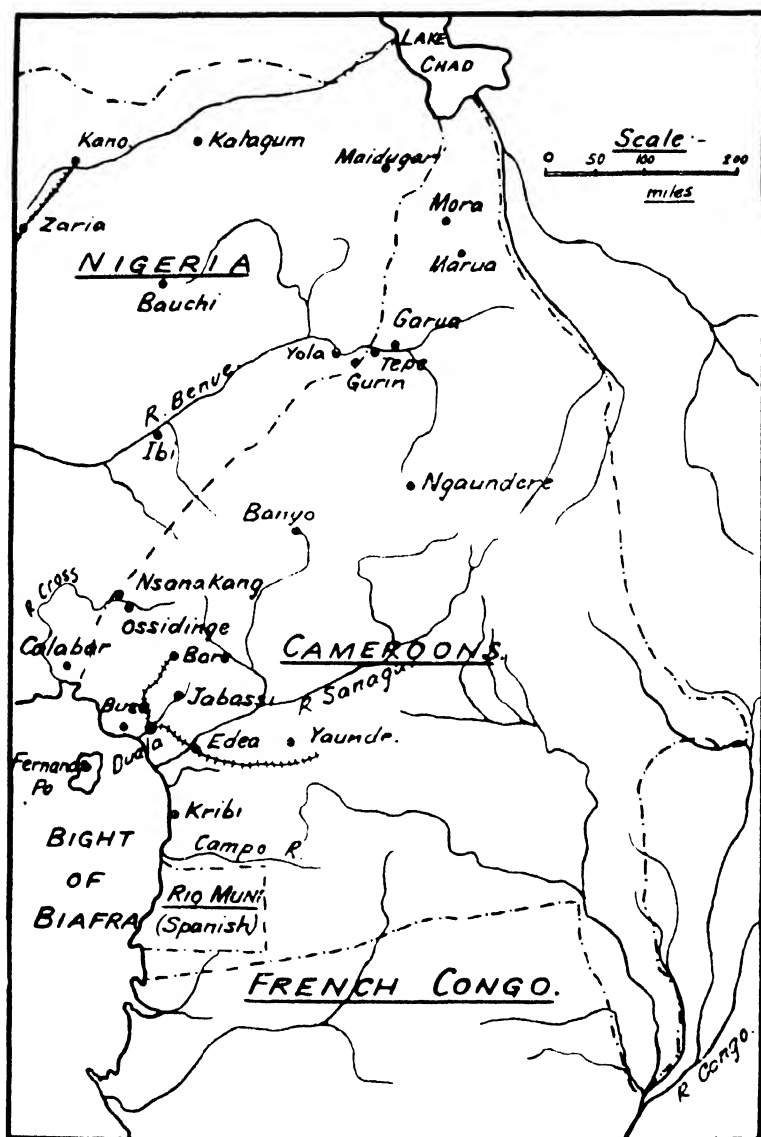 LAKE
CHAD
Kano.
Katagum
Scale:-
0 50 100 200
miles
Maidugari
Zaria
Mora
NIGERIA
Marua
Bauchi
Garua
Yola
Tepe
Gurin
R. Benue
Ibi
Ngaundere
Banyo
R Cross
Nsanakang
Ossidinge
Calabar
Bare
CAMEROONS.
R Sanaga
Jabassi
Buea
Duala
Edea
Yaunde.
Fernando
Po
Kribi
BIGHT
OF
BIAFRA
Campo R.
RIO MUNI
(Spanish)
FRENCH CONGO.
R Congo.